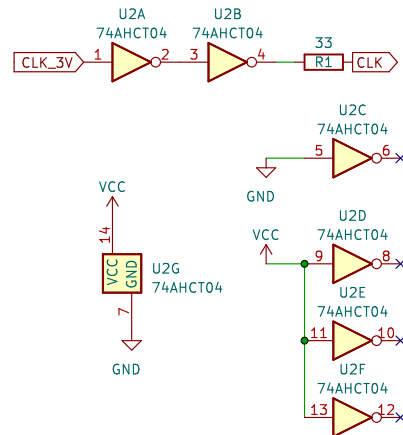 U2A
74AHCT04
U2B
74AHCT04
CLK_3V
1
2
3
4
33
R1
CLK
U2C
74AHCT04
5
6
GND
VCC
14
VCC
GND
U2G
74AHCT04
7
GND
VCC
U2D
74AHCT04
9
8
U2E
74AHCT04
11
10
U2F
74AHCT04
13
12